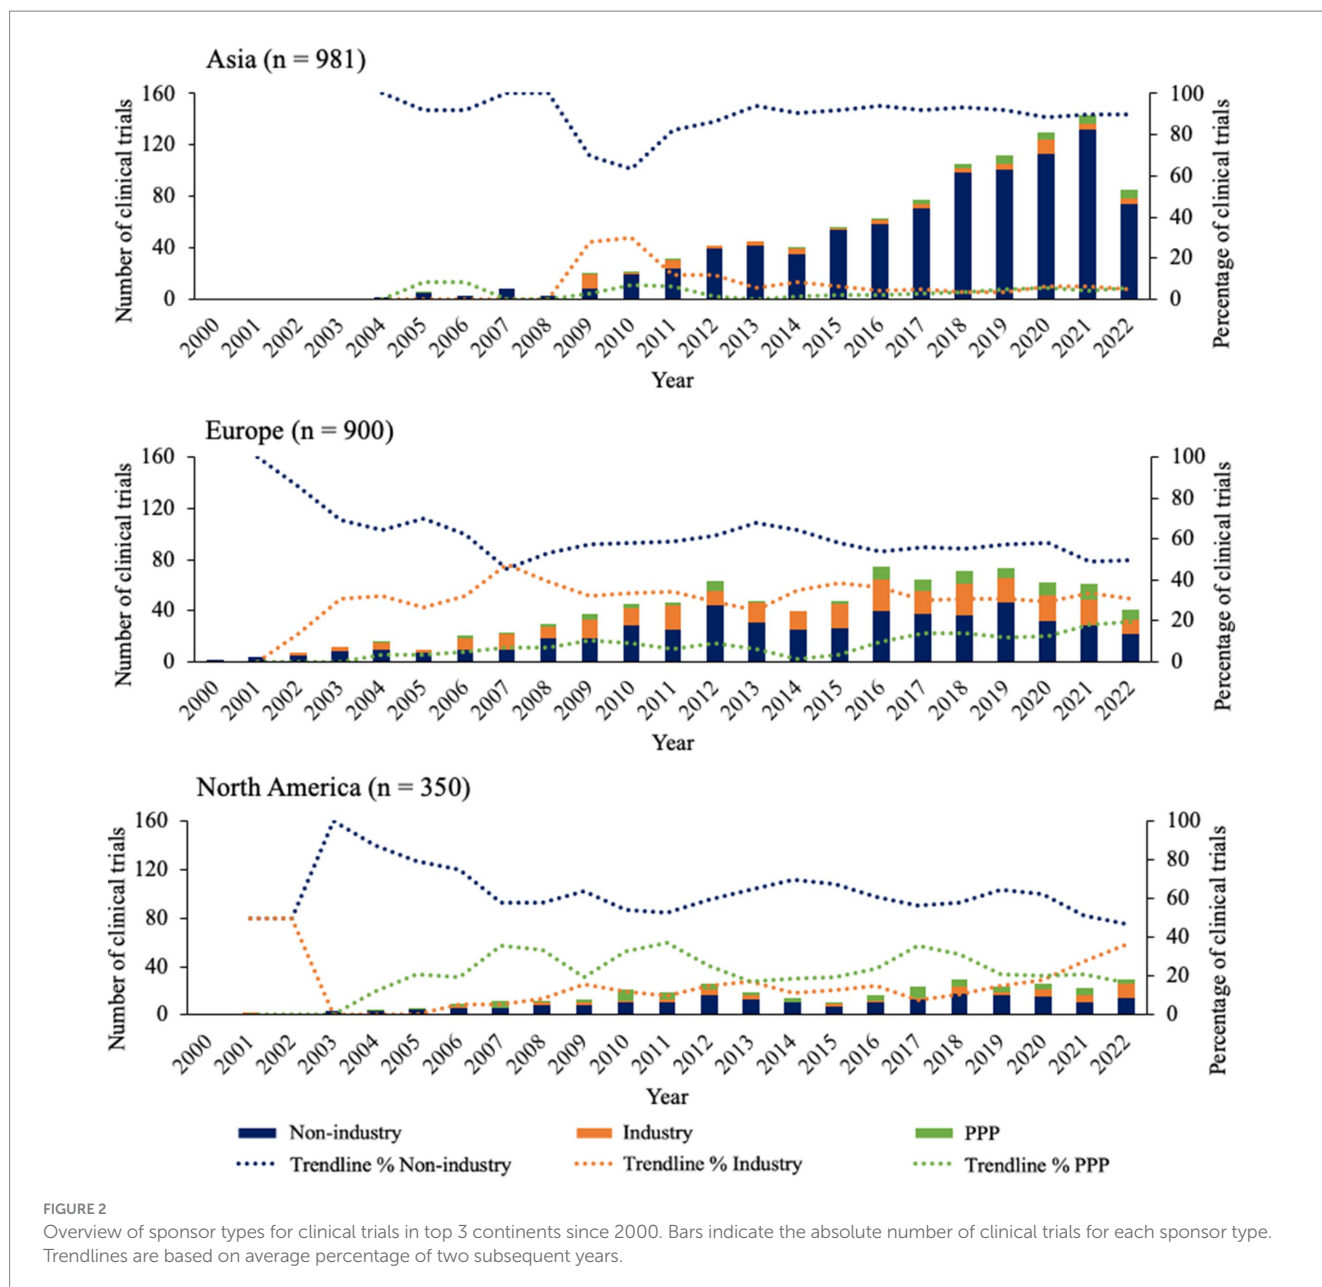 Asia (n = 981)
Number of clinical trials
160
120
80
40
0
100
80
60
40
20
0
Percentage of clinical trials
2000 2001 2002 2003 2004 2005 2006 2007 2008 2009 2010 2011 2012 2013 2014 2015 2016 2017 2018 2019 2020 2021 2022
Year
Europe (n = 900)
Number of clinical trials
160
120
80
40
0
100
80
60
40
20
0
Percentage of clinical trials
2000 2001 2002 2003 2004 2005 2006 2007 2008 2009 2010 2011 2012 2013 2014 2015 2016 2017 2018 2019 2020 2021 2022
Year
North America (n = 350)
Number of clinical trials
160
120
80
40
0
100
80
60
40
20
0
Percentage of clinical trials
2000 2001 2002 2003 2004 2005 2006 2007 2008 2009 2010 2011 2012 2013 2014 2015 2016 2017 2018 2019 2020 2021 2022
Year
Non-industry Industry PPP
Trendline % Non-industry Trendline % Industry Trendline % PPP
FIGURE 2
Overview of sponsor types for clinical trials in top 3 continents since 2000. Bars indicate the absolute number of clinical trials for each sponsor type.
Trendlines are based on average percentage of two subsequent years.